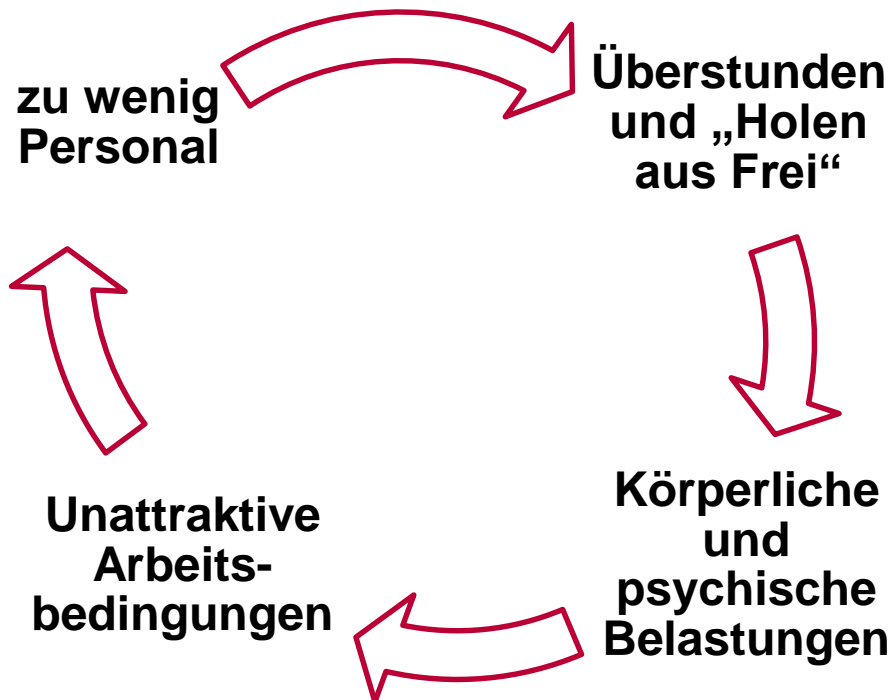 zu wenig
Personal
Überstunden
und „Holen
aus Frei“
Körperliche
und
psychische
Belastungen
Unattraktive
Arbeits-
bedingungen